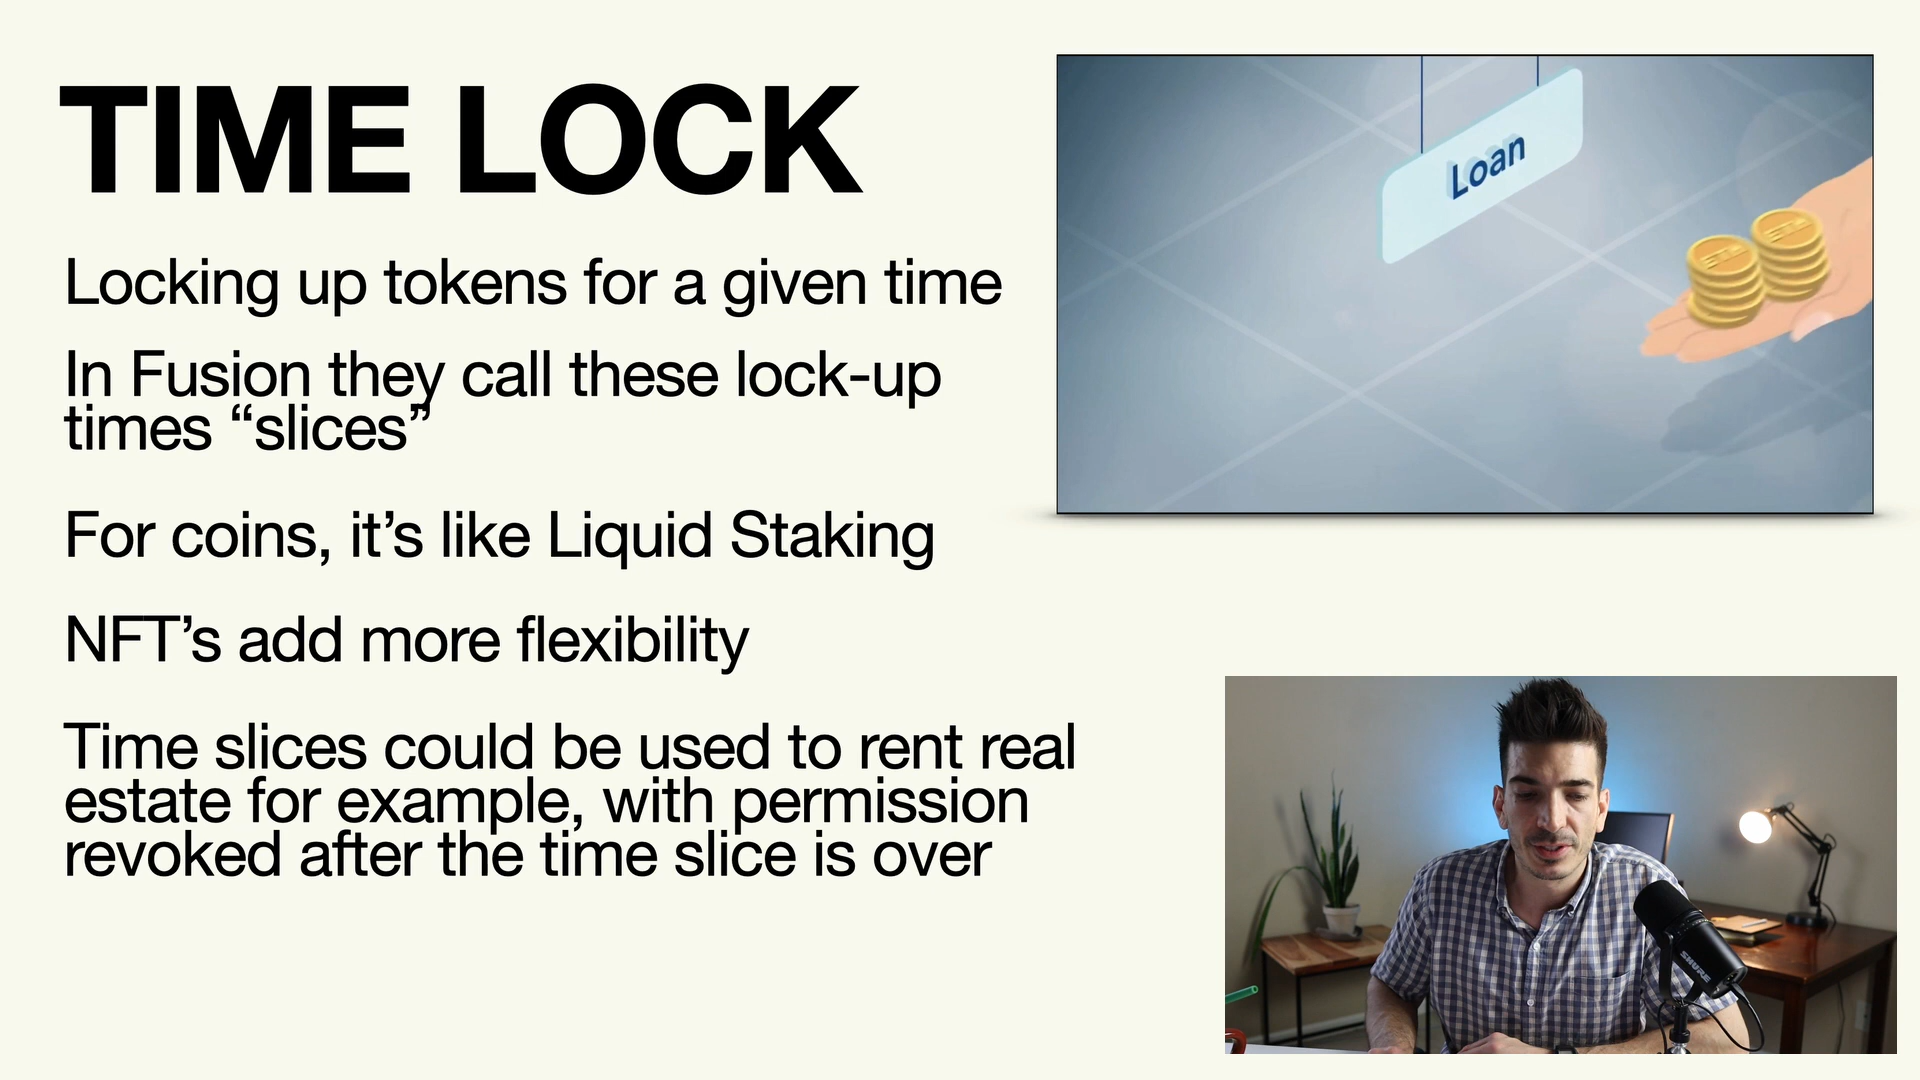 TIME LOCK
Locking up tokens for a given time
In Fusion they call these lock-up
times “slices”
For coins, it’s like Liquid Staking
NFT’s add more flexibility
Time slices could be used to rent real
estate for example, with permission
revoked after the time slice is over
Loan
SHURE